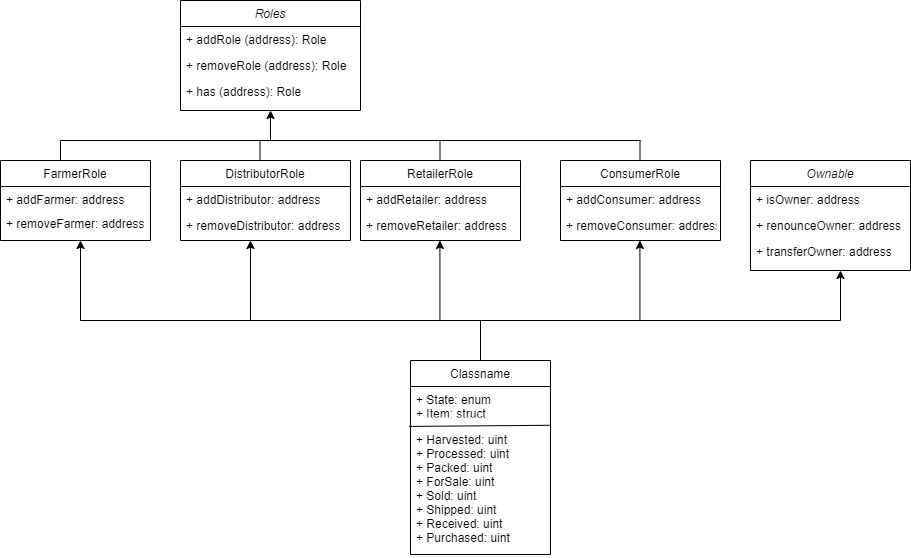 Roles
+ addRole (address): Role
+ removeRole (address): Role
+ has (address): Role
FarmerRole
+ addFarmer: address
+ removeFarmer: address
DistributorRole
+ addDistributor: address
+ removeDistributor: address
RetailerRole
+ addRetailer: address
+ removeRetailer: address
ConsumerRole
+ addConsumer: address
+ removeConsumer: address
Ownable
+ isOwner: address
+ renounceOwner: address
+ transferOwner: address
Classname
+ State: enum
+ Item: struct
+ Harvested: uint
+ Processed: uint
+ Packed: uint
+ ForSale: uint
+ Sold: uint
+ Shipped: uint
+ Received: uint
+ Purchased: uint